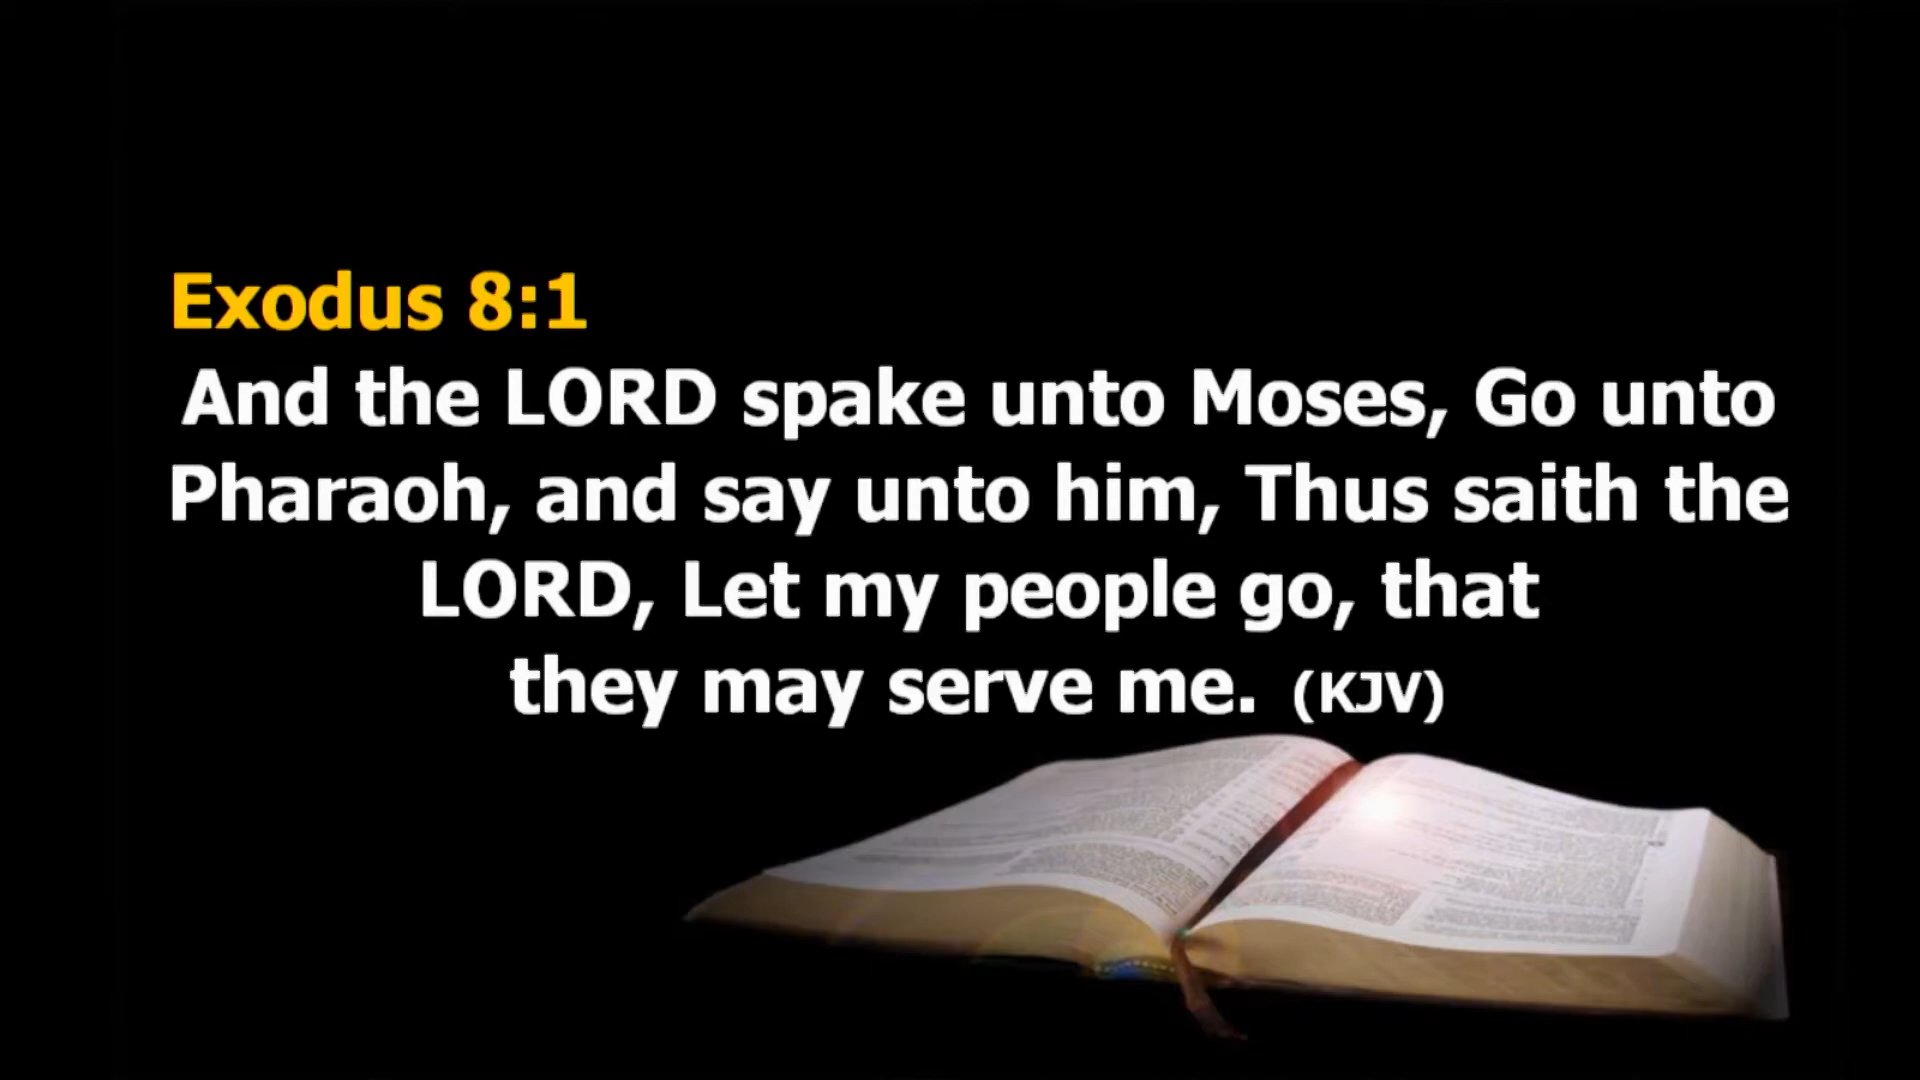 Exodus 8:1
And the LORD spake unto Moses, Go unto
Pharaoh, and say unto him, Thus saith the
LORD, Let my people go, that
they may serve me. (KJV)